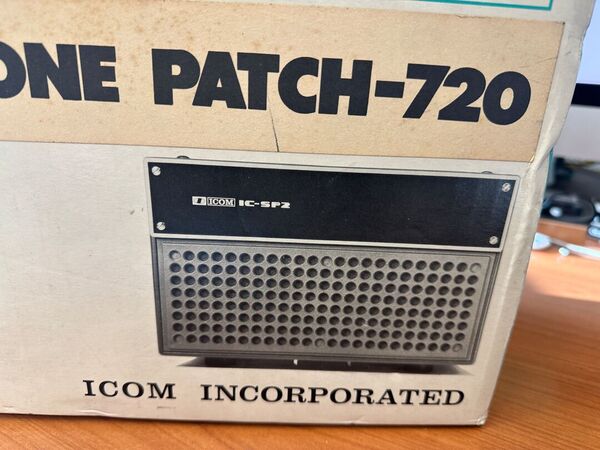 ONE PATCH-720
ICOM IC-SP2
ICOM INCORPORATED